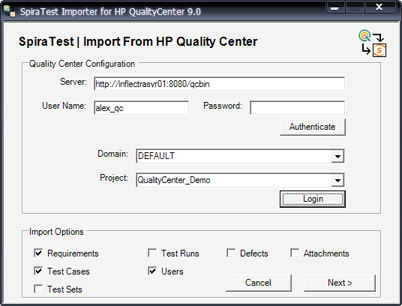 SpiraTest Importer for HP QualityCenter 9.0
SpiraTest | Import From HP Quality Center
Quality Center Configuration
Server: http://inflectrasvr01:8080/qcbin
User Name: alex_qc Password:
Authenticate
Domain: DEFAULT
Project: QualityCenter_Demo
Login
Import Options
Requirements Test Runs Defects Attachments
Test Cases Users
Test Sets Cancel Next >